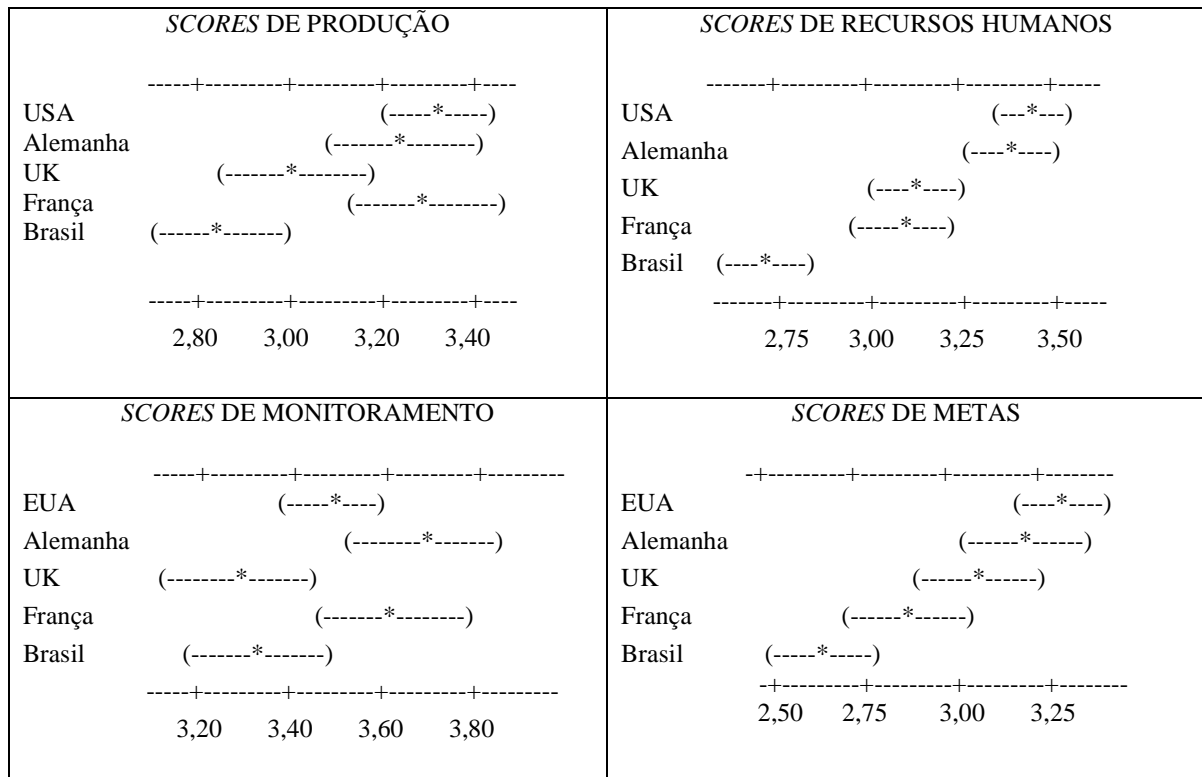 SCORES DE PRODUÇÃO
-----+---------+---------+---------+----
USA (-----*-----)
Alemanha (-------*--------)
UK (-------*--------)
França (-------*--------)
Brasil (------*-------)
-----+---------+---------+---------+----
2,80 3,00 3,20 3,40
SCORES DE RECURSOS HUMANOS
-------+---------+---------+---------+-----
USA (---*---)
Alemanha (----*----)
UK (----*----)
França (-----*----)
Brasil (----*----)
-------+---------+---------+---------+-----
2,75 3,00 3,25 3,50
SCORES DE MONITORAMENTO
-----+---------+---------+---------+---------
EUA (-----*----)
Alemanha (--------*-------)
UK (--------*-------)
França (-------*--------)
Brasil (-------*-------)
-----+---------+---------+---------+---------
3,20 3,40 3,60 3,80
SCORES DE METAS
-+---------+---------+---------+--------
EUA (----*----)
Alemanha (------*------)
UK (------*------)
França (------*------)
Brasil (-----*-----)
-+---------+---------+---------+--------
2,50 2,75 3,00 3,25